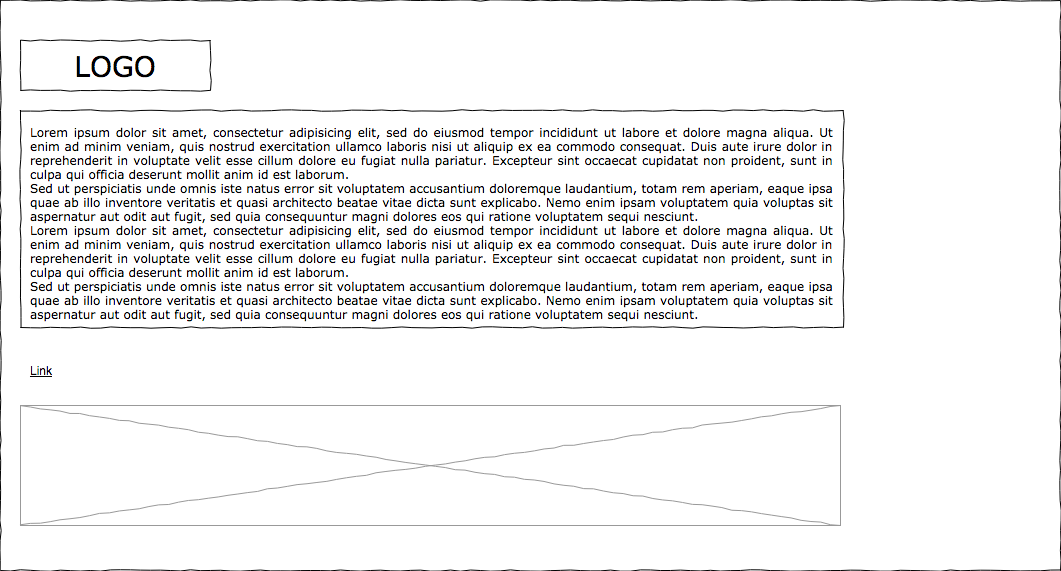 LOGO
Lorem ipsum dolor sit amet, consectetur adipisicing elit, sed do eiusmod tempor incididunt ut labore et dolore magna aliqua. Ut
enim ad minim veniam, quis nostrud exercitation ullamco laboris nisi ut aliquip ex ea commodo consequat. Duis aute irure dolor in
reprehenderit in voluptate velit esse cillum dolore eu fugiat nulla pariatur. Excepteur sint occaecat cupidatat non proident, sunt in
culpa qui officia deserunt mollit anim id est laborum.
Sed ut perspiciatis unde omnis iste natus error sit voluptatem accusantium doloremque laudantium, totam rem aperiam, eaque ipsa
quae ab illo inventore veritatis et quasi architecto beatae vitae dicta sunt explicabo. Nemo enim ipsam voluptatem quia voluptas sit
aspernatur aut odit aut fugit, sed quia consequuntur magni dolores eos qui ratione voluptatem sequi nesciunt.
Lorem ipsum dolor sit amet, consectetur adipisicing elit, sed do eiusmod tempor incididunt ut labore et dolore magna aliqua. Ut
enim ad minim veniam, quis nostrud exercitation ullamco laboris nisi ut aliquip ex ea commodo consequat. Duis aute irure dolor in
reprehenderit in voluptate velit esse cillum dolore eu fugiat nulla pariatur. Excepteur sint occaecat cupidatat non proident, sunt in
culpa qui officia deserunt mollit anim id est laborum.
Sed ut perspiciatis unde omnis iste natus error sit voluptatem accusantium doloremque laudantium, totam rem aperiam, eaque ipsa
quae ab illo inventore veritatis et quasi architecto beatae vitae dicta sunt explicabo. Nemo enim ipsam voluptatem quia voluptas sit
aspernatur aut odit aut fugit, sed quia consequuntur magni dolores eos qui ratione voluptatem sequi nesciunt.
Link